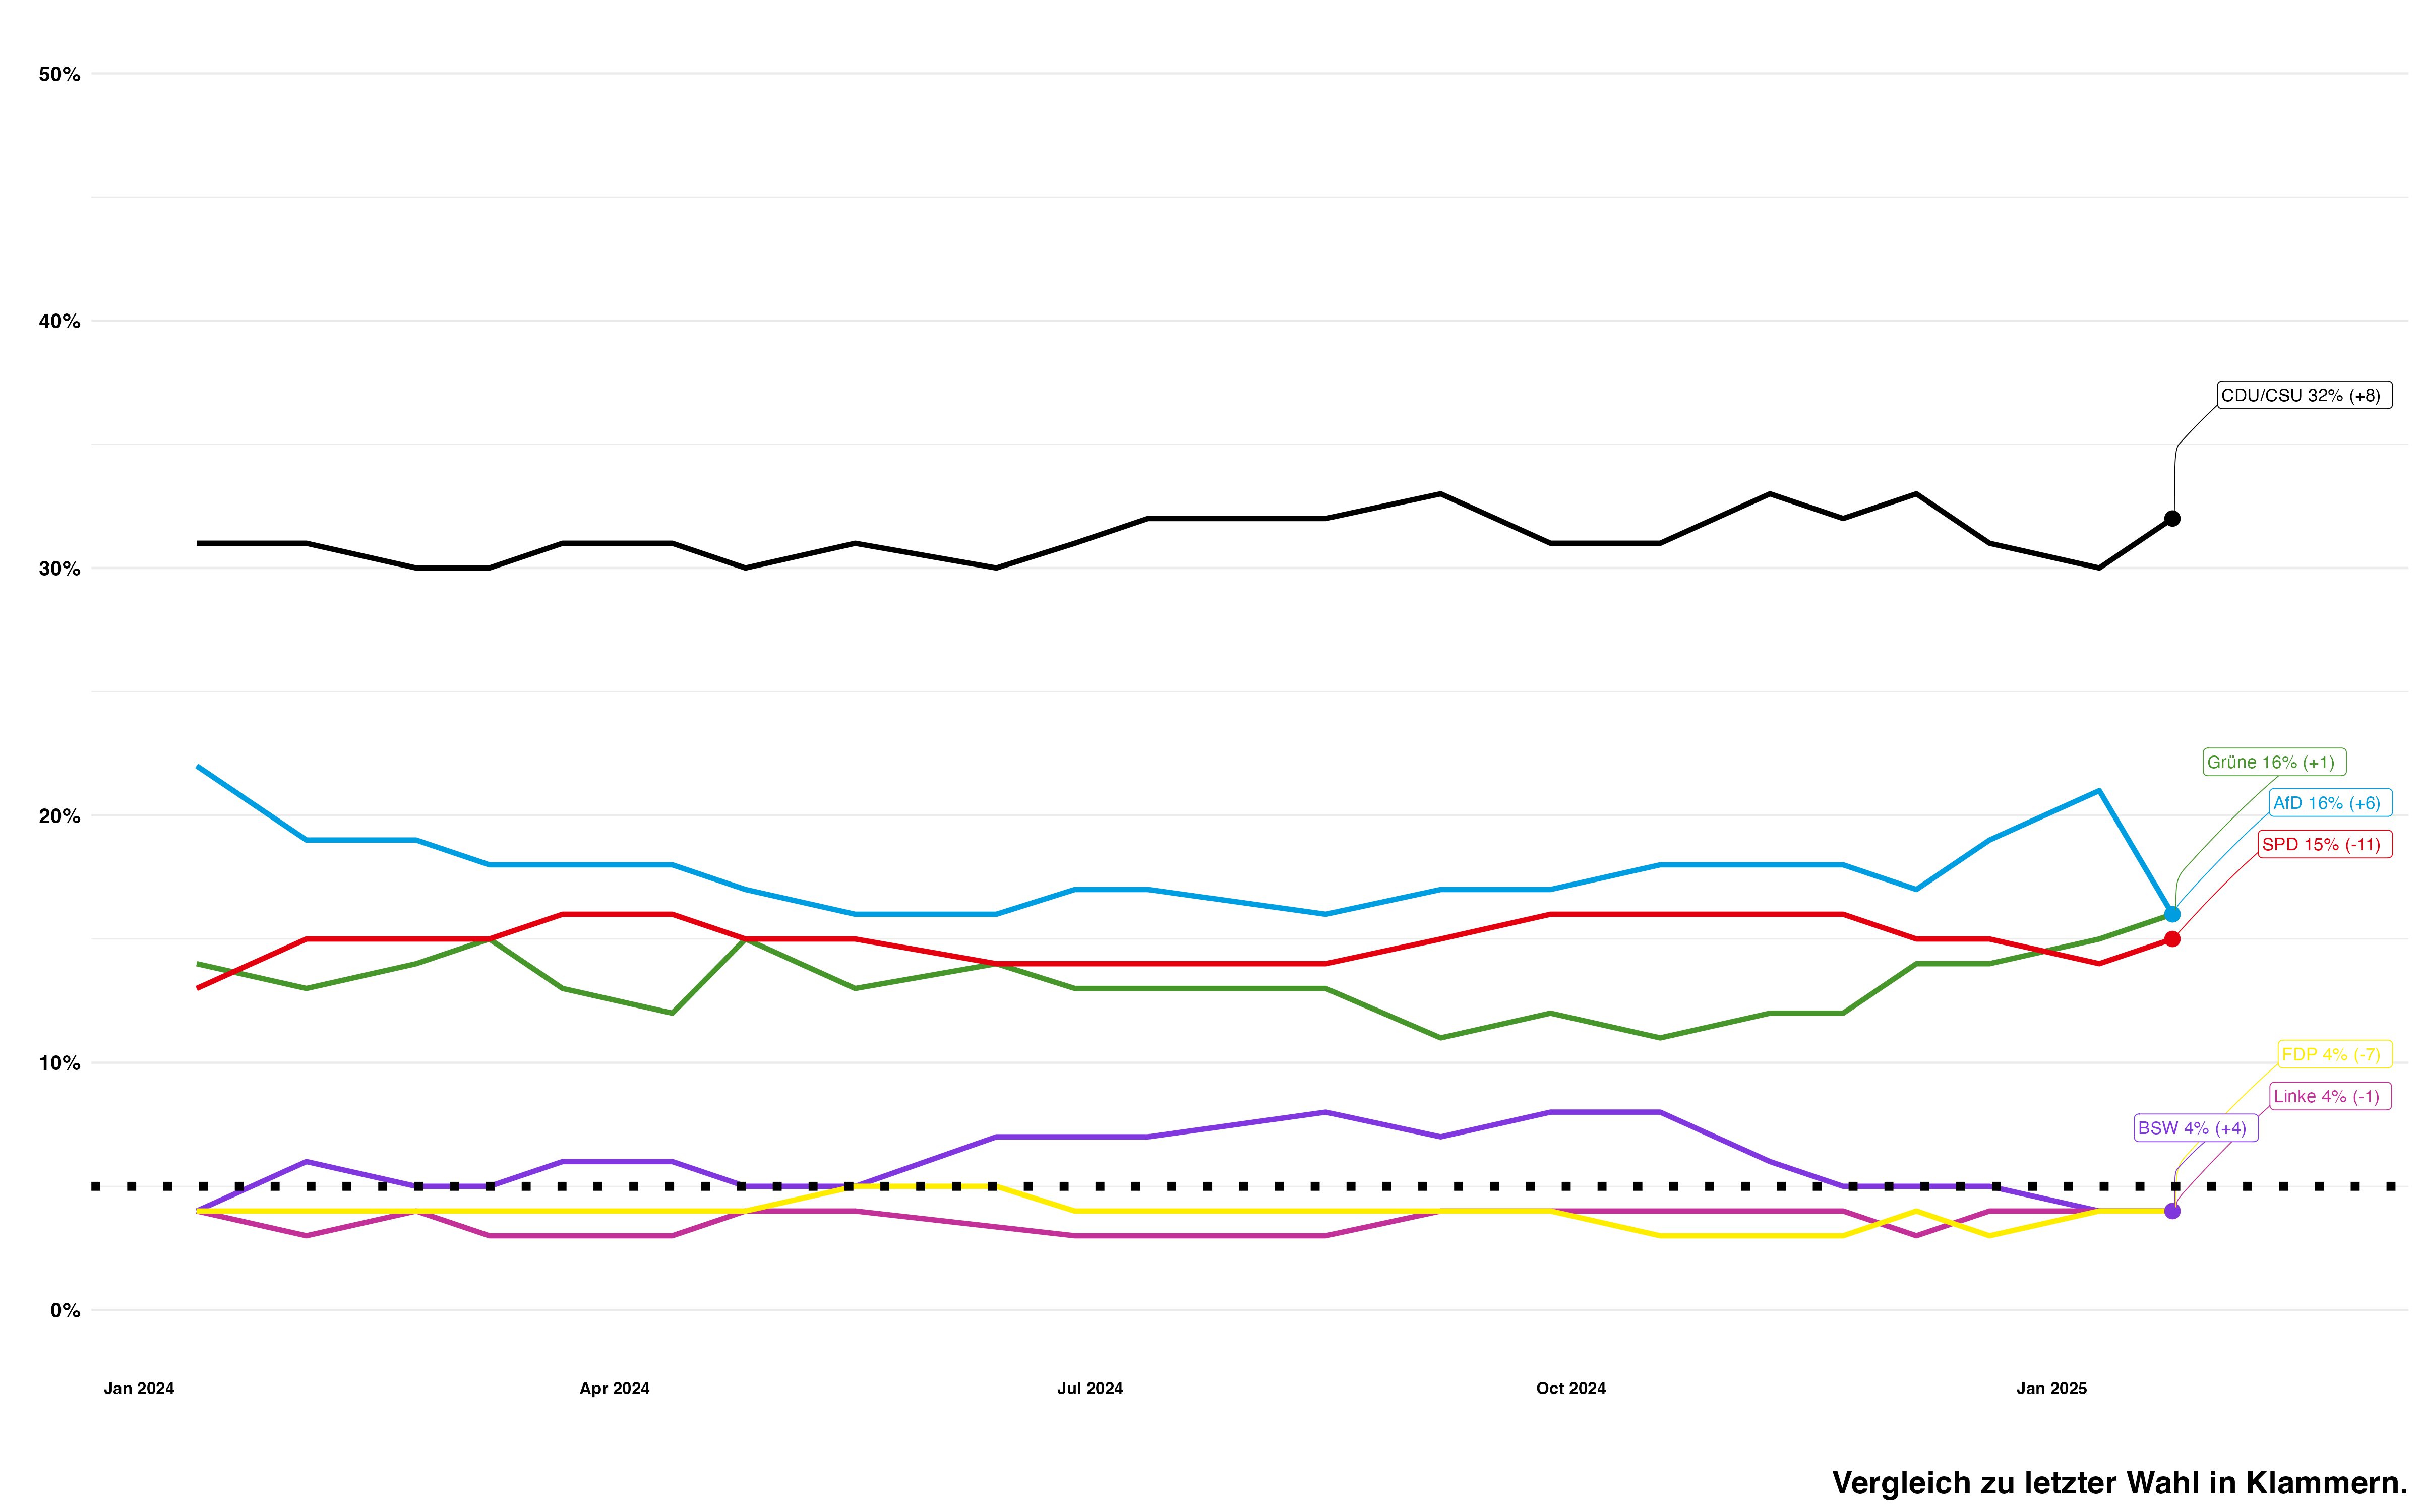 50%
40%
CDU/CSU 32% (+8)
30%
Grüne 16% (+1)
AfD 16% (+6)
20%
SPD 15% (-11)
FDP 4% (-7)
10%
Linke 4% (-1)
BSW 4% (+4)
0%
Jan 2024 Apr 2024 Jul 2024 Oct 2024 Jan 2025
Vergleich zu letzter Wahl in Klammern.